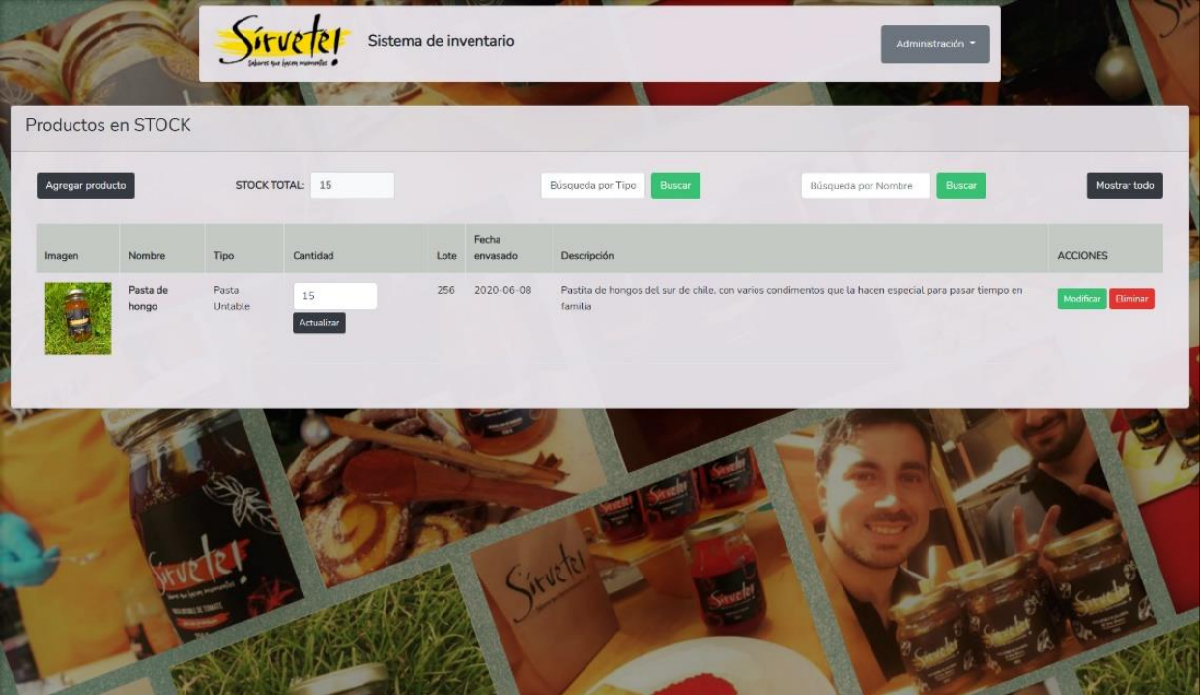 Sírvete!
Sabores que hacen momentos
Sistema de inventario
Administración
Productos en STOCK
Agregar producto
STOCK TOTAL: 15
Búsqueda por Tipo
Buscar
Búsqueda por Nombre
Buscar
Mostrar todo
Imagen Nombre Tipo Cantidad Lote Fecha envasado Descripción ACCIONES
Pasta de hongo
Pasta Untable
15
Actualizar
256
2020-06-08
Pastita de hongos del sur de chile, con varios condimentos que la hacen especial para pasar tiempo en
familia
Modificar
Eliminar
Sírvete!
Sírvete!
Sírvete!
Sírvete!
Sírvete!
Sírvete!